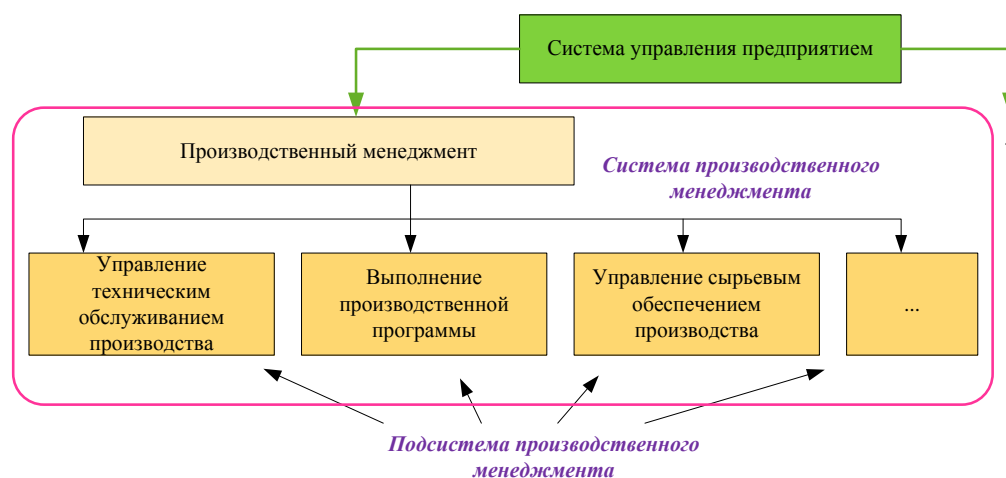 Система управления предприятием
Производственный менеджмент
Система производственного
менеджмента
Управление
техническим
обслуживанием
производства
Выполнение
производственной
программы
Управление сырьевым
обеспечением
производства
...
Подсистема производственного
менеджмента